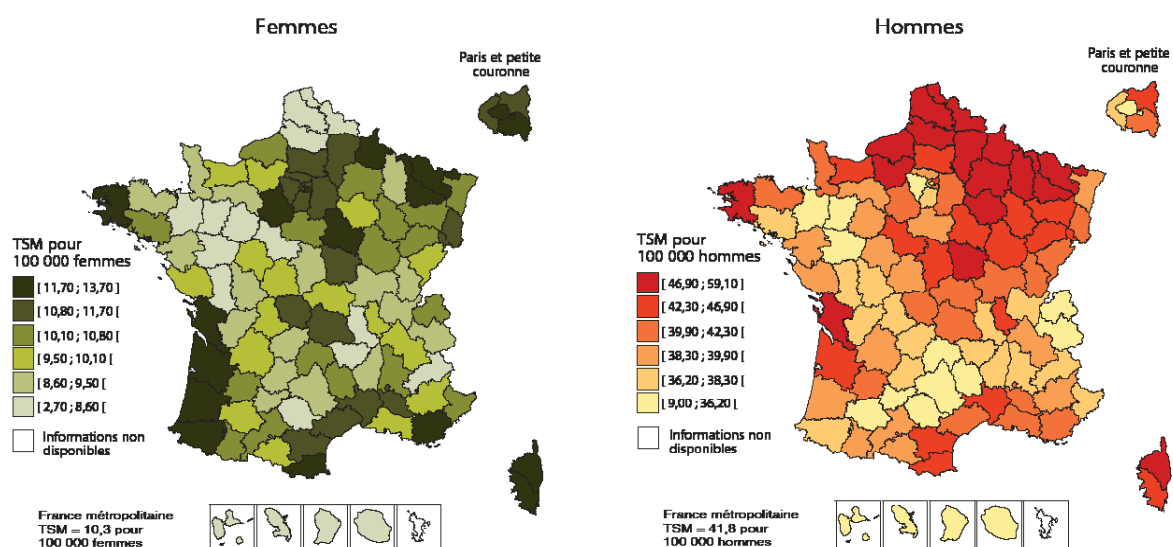 Femmes
Paris et petite
couronne
TSM pour
100 000 femmes
[ 11,70 ; 13,70 ]
[ 10,80 ; 11,70 [
[ 10,10 ; 10,80 [
[ 9,50 ; 10,10 [
[ 8,60 ; 9,50 [
[ 2,70 ; 8,60 [
Informations non
disponibles
France métropolitaine
TSM = 10,3 pour
100 000 femmes
Hommes
Paris et petite
couronne
TSM pour
100 000 hommes
[ 46,90 ; 59,10 ]
[ 42,30 ; 46,90 [
[ 39,90 ; 42,30 [
[ 38,30 ; 39,90 [
[ 36,20 ; 38,30 [
[ 9,00 ; 36,20 [
Informations non
disponibles
France métropolitaine
TSM = 41,8 pour
100 000 hommes